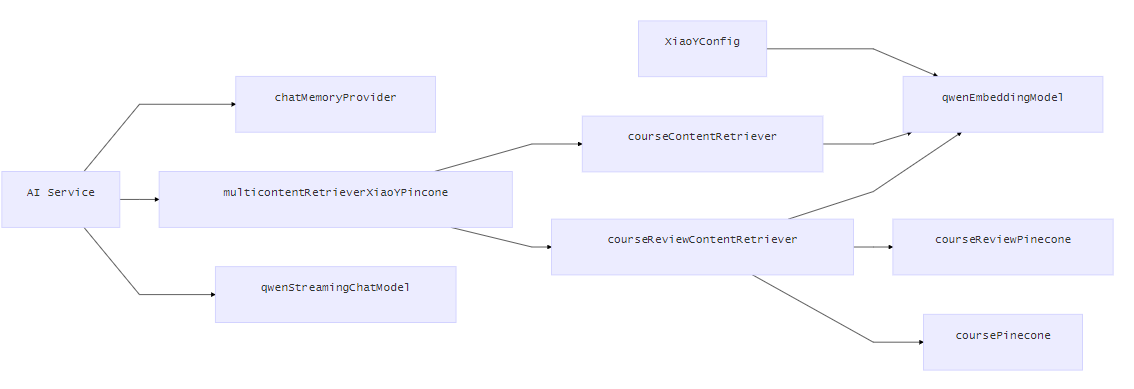 XiaoYConfig
chatMemoryProvider
qwenEmbeddingModel
courseContentRetriever
AI Service
multicontentRetrieverXiaoYPincone
courseReviewContentRetriever
courseReviewPinecone
qwenStreamingChatModel
coursePinecone